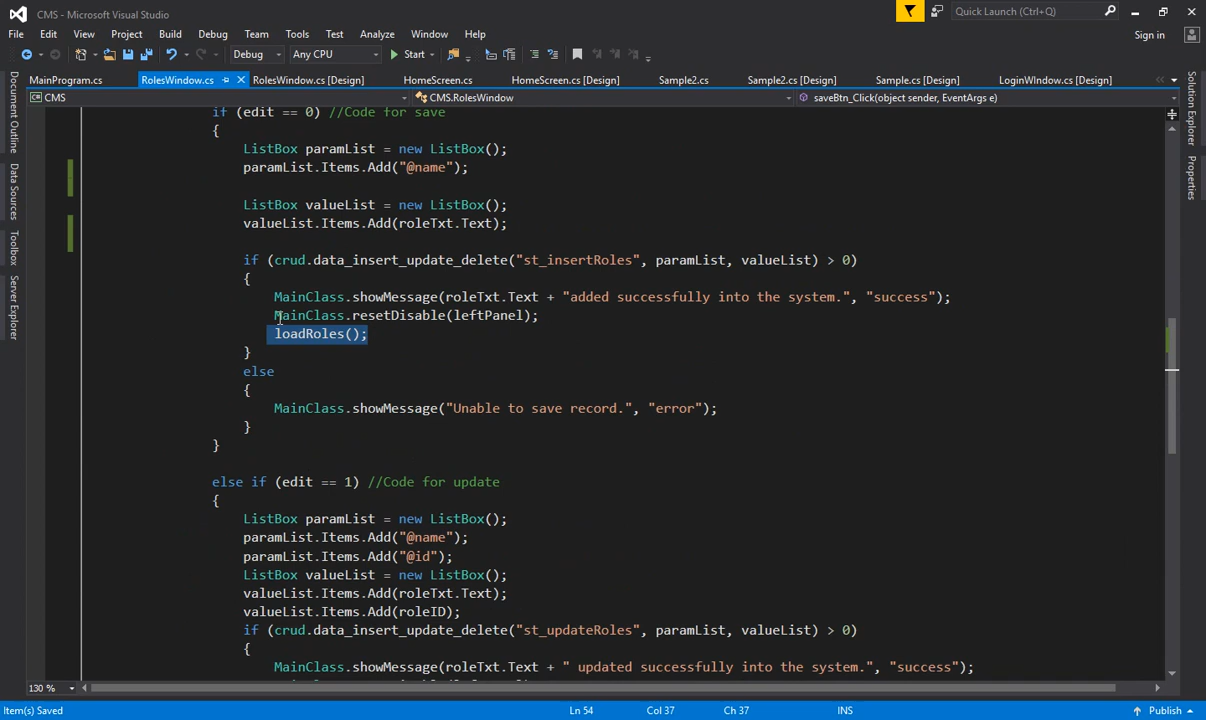 CMS - Microsoft Visual Studio
Quick Launch (Ctrl+Q)
File Edit View Project Build Debug Team Tools Test Analyze Window Help
Sign in
Debug Any CPU Start
MainProgram.cs RolesWindow.cs RolesWindow.cs [Design] HomeScreen.cs HomeScreen.cs [Design] Sample2.cs Sample2.cs [Design] Sample.cs [Design] LoginWIndow.cs [Design]
CMS CMS.RolesWindow saveBtn_Click(object sender, EventArgs e)
Document Outline
Data Sources
Toolbox
Server Explorer
Solution Explorer
Properties
if (edit == 0) //Code for save
{
ListBox paramList = new ListBox();
paramList.Items.Add("@name");
ListBox valueList = new ListBox();
valueList.Items.Add(roleTxt.Text);
if (crud.data_insert_update_delete("st_insertRoles", paramList, valueList) > 0)
{
MainClass.showMessage(roleTxt.Text + "added successfully into the system.", "success");
MainClass.resetDisable(leftPanel);
loadRoles();
}
else
{
MainClass.showMessage("Unable to save record.", "error");
}
}
else if (edit == 1) //Code for update
{
ListBox paramList = new ListBox();
paramList.Items.Add("@name");
paramList.Items.Add("@id");
ListBox valueList = new ListBox();
valueList.Items.Add(roleTxt.Text);
valueList.Items.Add(roleID);
if (crud.data_insert_update_delete("st_updateRoles", paramList, valueList) > 0)
{
MainClass.showMessage(roleTxt.Text + " updated successfully into the system.", "success");
130 %
Item(s) Saved Ln 54 Col 37 Ch 37 INS Publish